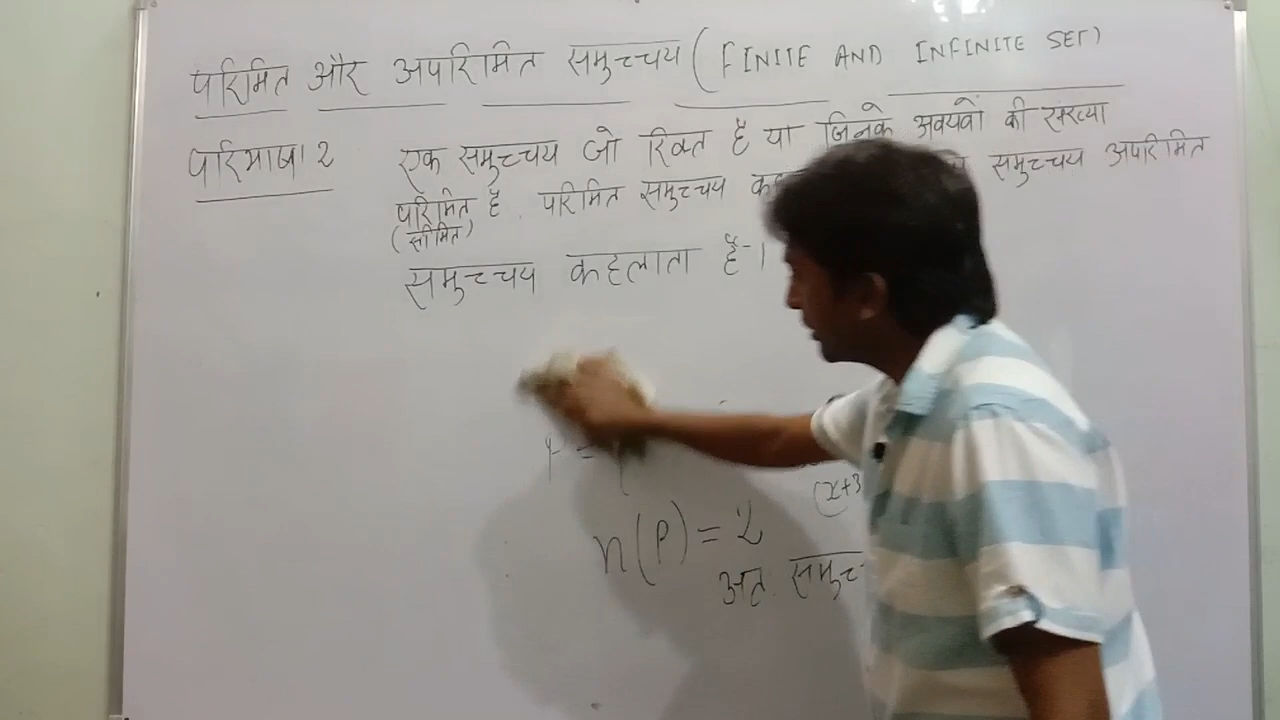 परिमित और अपरिमित समुच्चय ( FINITE AND INFINITE SET)
परिभाषा 2 एक समुच्चय जो रिक्त है या जिनके अवयवों की संख्या
परिमित है . परिमित समुच्चय समुच्चय अपरिमित
(सीमित)
समुच्चय कहलाता है ।
(x+3
n(P) = 2
अत.